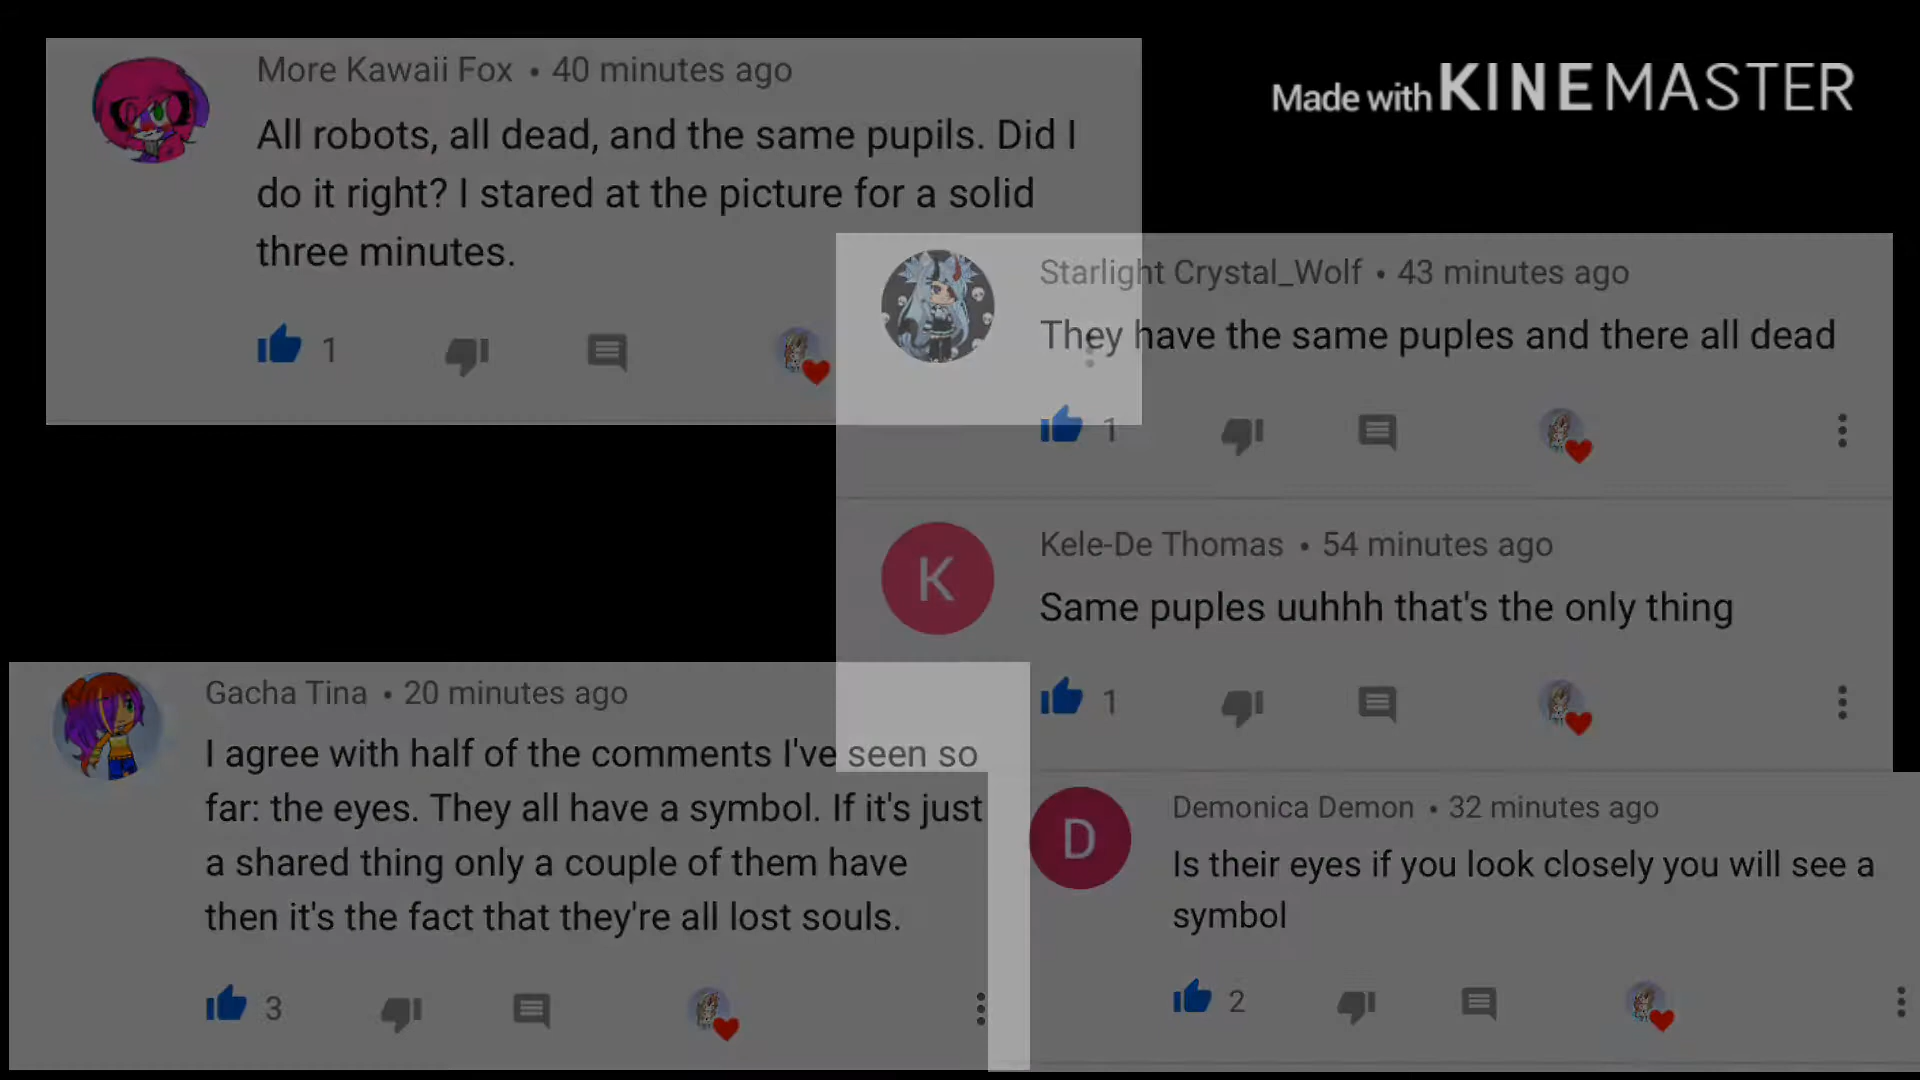 More Kawaii Fox • 40 minutes ago
All robots, all dead, and the same pupils. Did I
do it right? I stared at the picture for a solid
three minutes.
1
Made with KINEMASTER
Starlight Crystal_Wolf • 43 minutes ago
They have the same puples and there all dead
1
K
Kele-De Thomas • 54 minutes ago
Same puples uuhhh that's the only thing
1
Gacha Tina • 20 minutes ago
I agree with half of the comments I've seen so
far: the eyes. They all have a symbol. If it's just
a shared thing only a couple of them have
then it's the fact that they're all lost souls.
3
D
Demonica Demon • 32 minutes ago
Is their eyes if you look closely you will see a
symbol
2